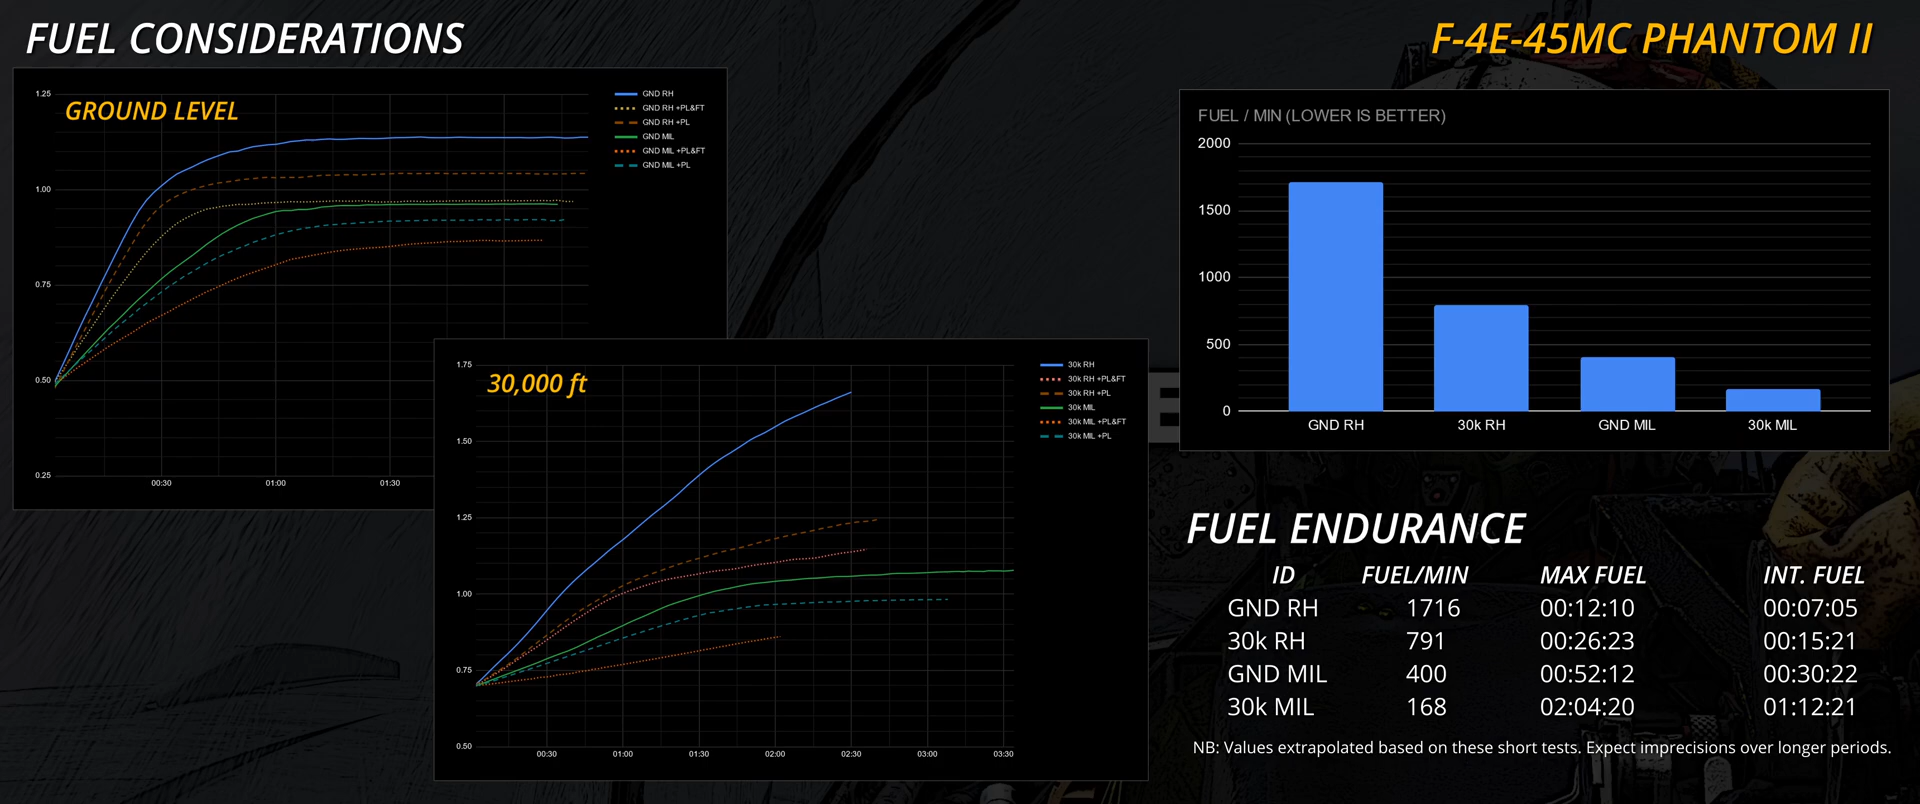 FUEL CONSIDERATIONS
F-4E-45MC PHANTOM II
GROUND LEVEL
1.25
1.00
0.75
0.50
0.25
00:30 01:00 01:30
GND RH
GND RH +PL&FT
GND RH +PL
GND MIL
GND MIL +PL&FT
GND MIL +PL
30,000 ft
1.75
1.50
1.25
1.00
0.75
0.50
00:30 01:00 01:30 02:00 02:30 03:00 03:30
30k RH
30k RH +PL&FT
30k RH +PL
30k MIL
30k MIL +PL&FT
30k MIL +PL
FUEL / MIN (LOWER IS BETTER)
2000
1500
1000
500
0
GND RH 30k RH GND MIL 30k MIL
FUEL ENDURANCE
ID FUEL/MIN MAX FUEL INT. FUEL
GND RH 1716 00:12:10 00:07:05
30k RH 791 00:26:23 00:15:21
GND MIL 400 00:52:12 00:30:22
30k MIL 168 02:04:20 01:12:21
NB: Values extrapolated based on these short tests. Expect imprecisions over longer periods.